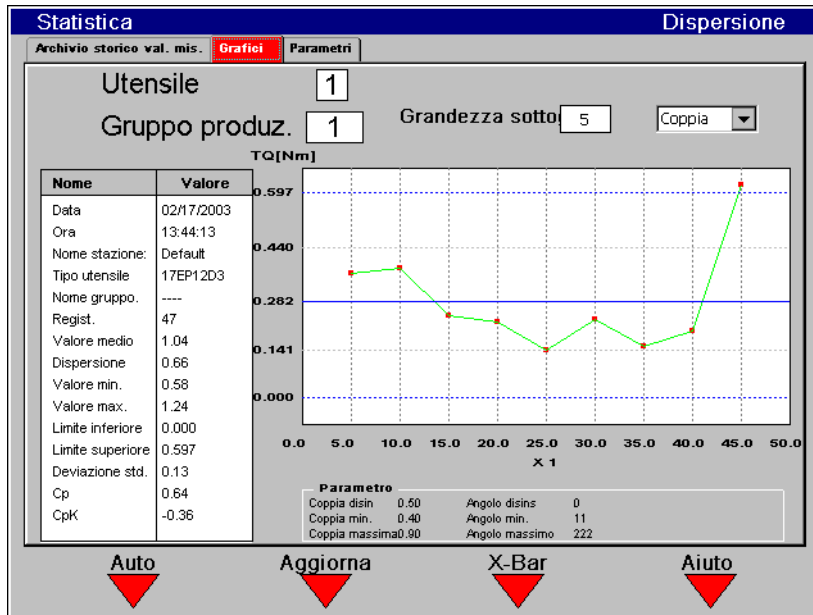 Statistica Dispersione
Archivio storico val. mis. Grafici Parametri
Utensile 1
Gruppo produz. 1 Grandezza sotto 5 Coppia
TQ[Nm]
Nome Valore
Data 02/17/2003
Ora 13:44:13
Nome stazione: Default
Tipo utensile 17EP12D3
Nome gruppo. ----
Regist. 47
Valore medio 1.04
Dispersione 0.66
Valore min. 0.58
Valore max. 1.24
Limite inferiore 0.000
Limite superiore 0.597
Deviazione std. 0.13
Cp 0.64
CpK -0.36
0.597
0.440
0.282
0.141
0.000
0.0 5.0 10.0 15.0 20.0 25.0 30.0 35.0 40.0 45.0 50.0
X 1
Parametro
Coppia disin 0.50 Angolo disins 0
Coppia min. 0.40 Angolo min. 11
Coppia massima0.90 Angolo massimo 222
Auto Aggiorna X-Bar Aiuto